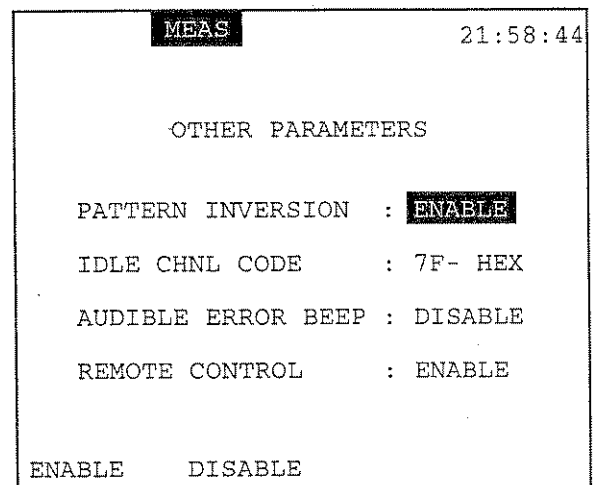 MEAS 21:58:44
OTHER PARAMETERS
PATTERN INVERSION : ENABLE
IDLE CHNL CODE : 7F- HEX
AUDIBLE ERROR BEEP : DISABLE
REMOTE CONTROL : ENABLE
ENABLE DISABLE